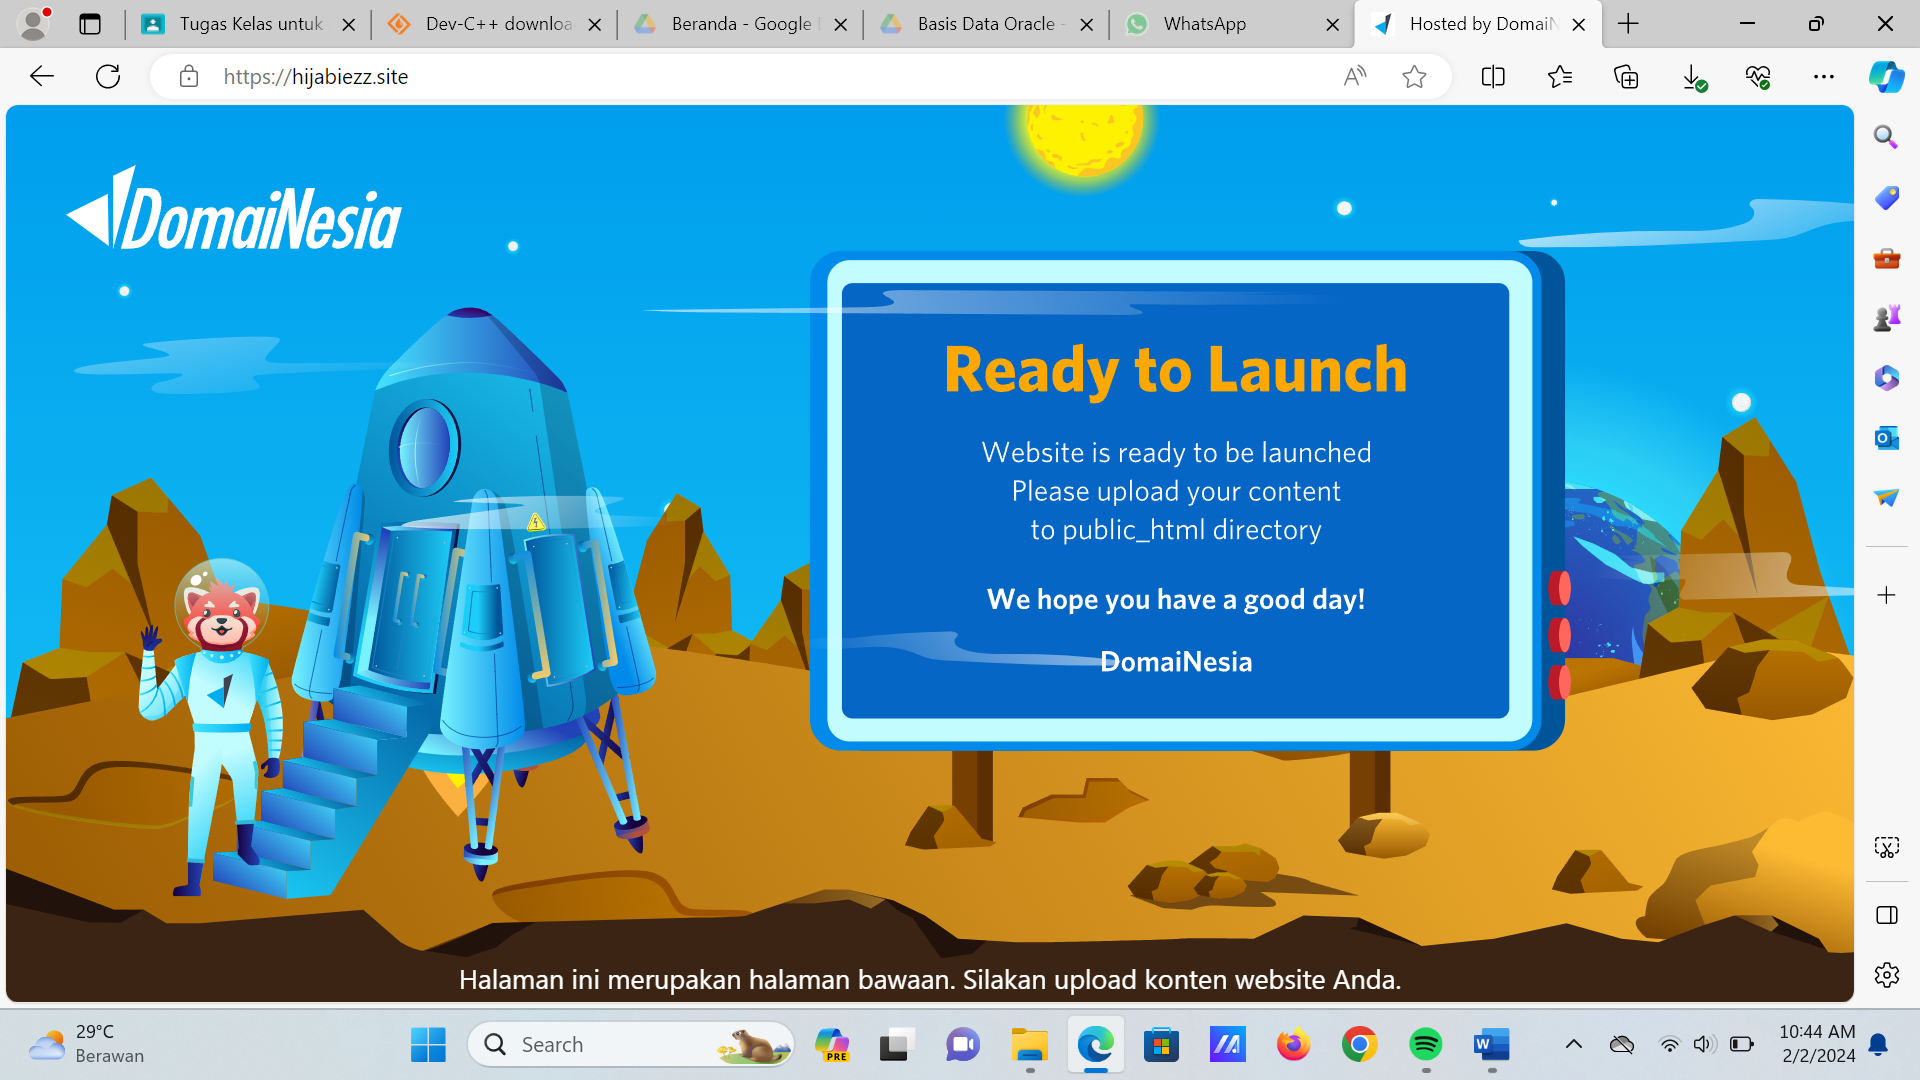 Tugas Kelas untuk
Dev-C++ downloa
Beranda - Google
Basis Data Oracle -
WhatsApp
Hosted by DomaiN
https://hijabiezz.site
DomaiNesia
Ready to Launch
Website is ready to be launched
Please upload your content
to public_html directory
We hope you have a good day!
DomaiNesia
Halaman ini merupakan halaman bawaan. Silakan upload konten website Anda.
29°C
Berawan
Search
PRE
10:44 AM
2/2/2024